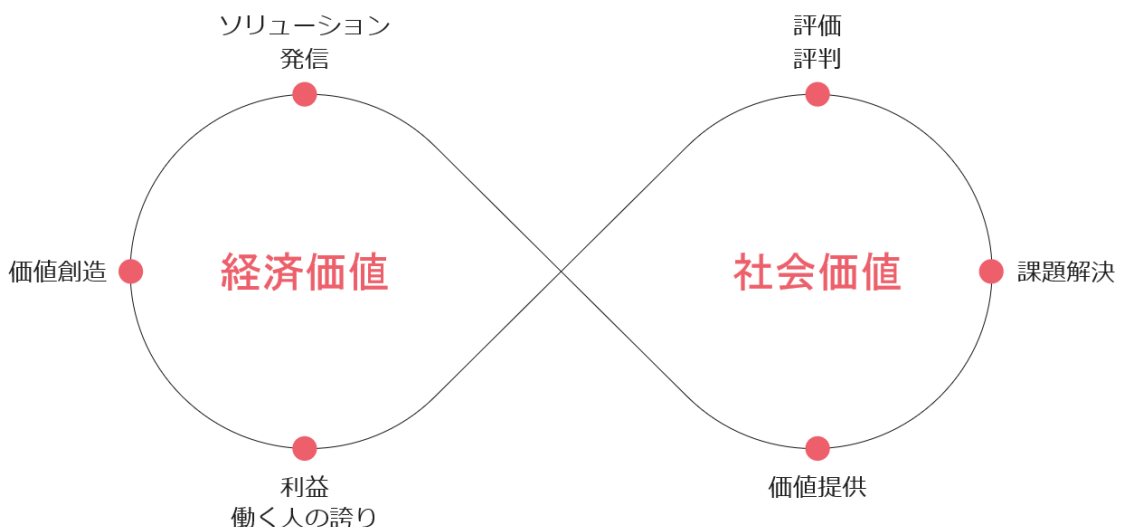 ソリューション
発信
評価
評判
価値創造
経済価値
社会価値
課題解決
利益
働く人の誇り
価値提供